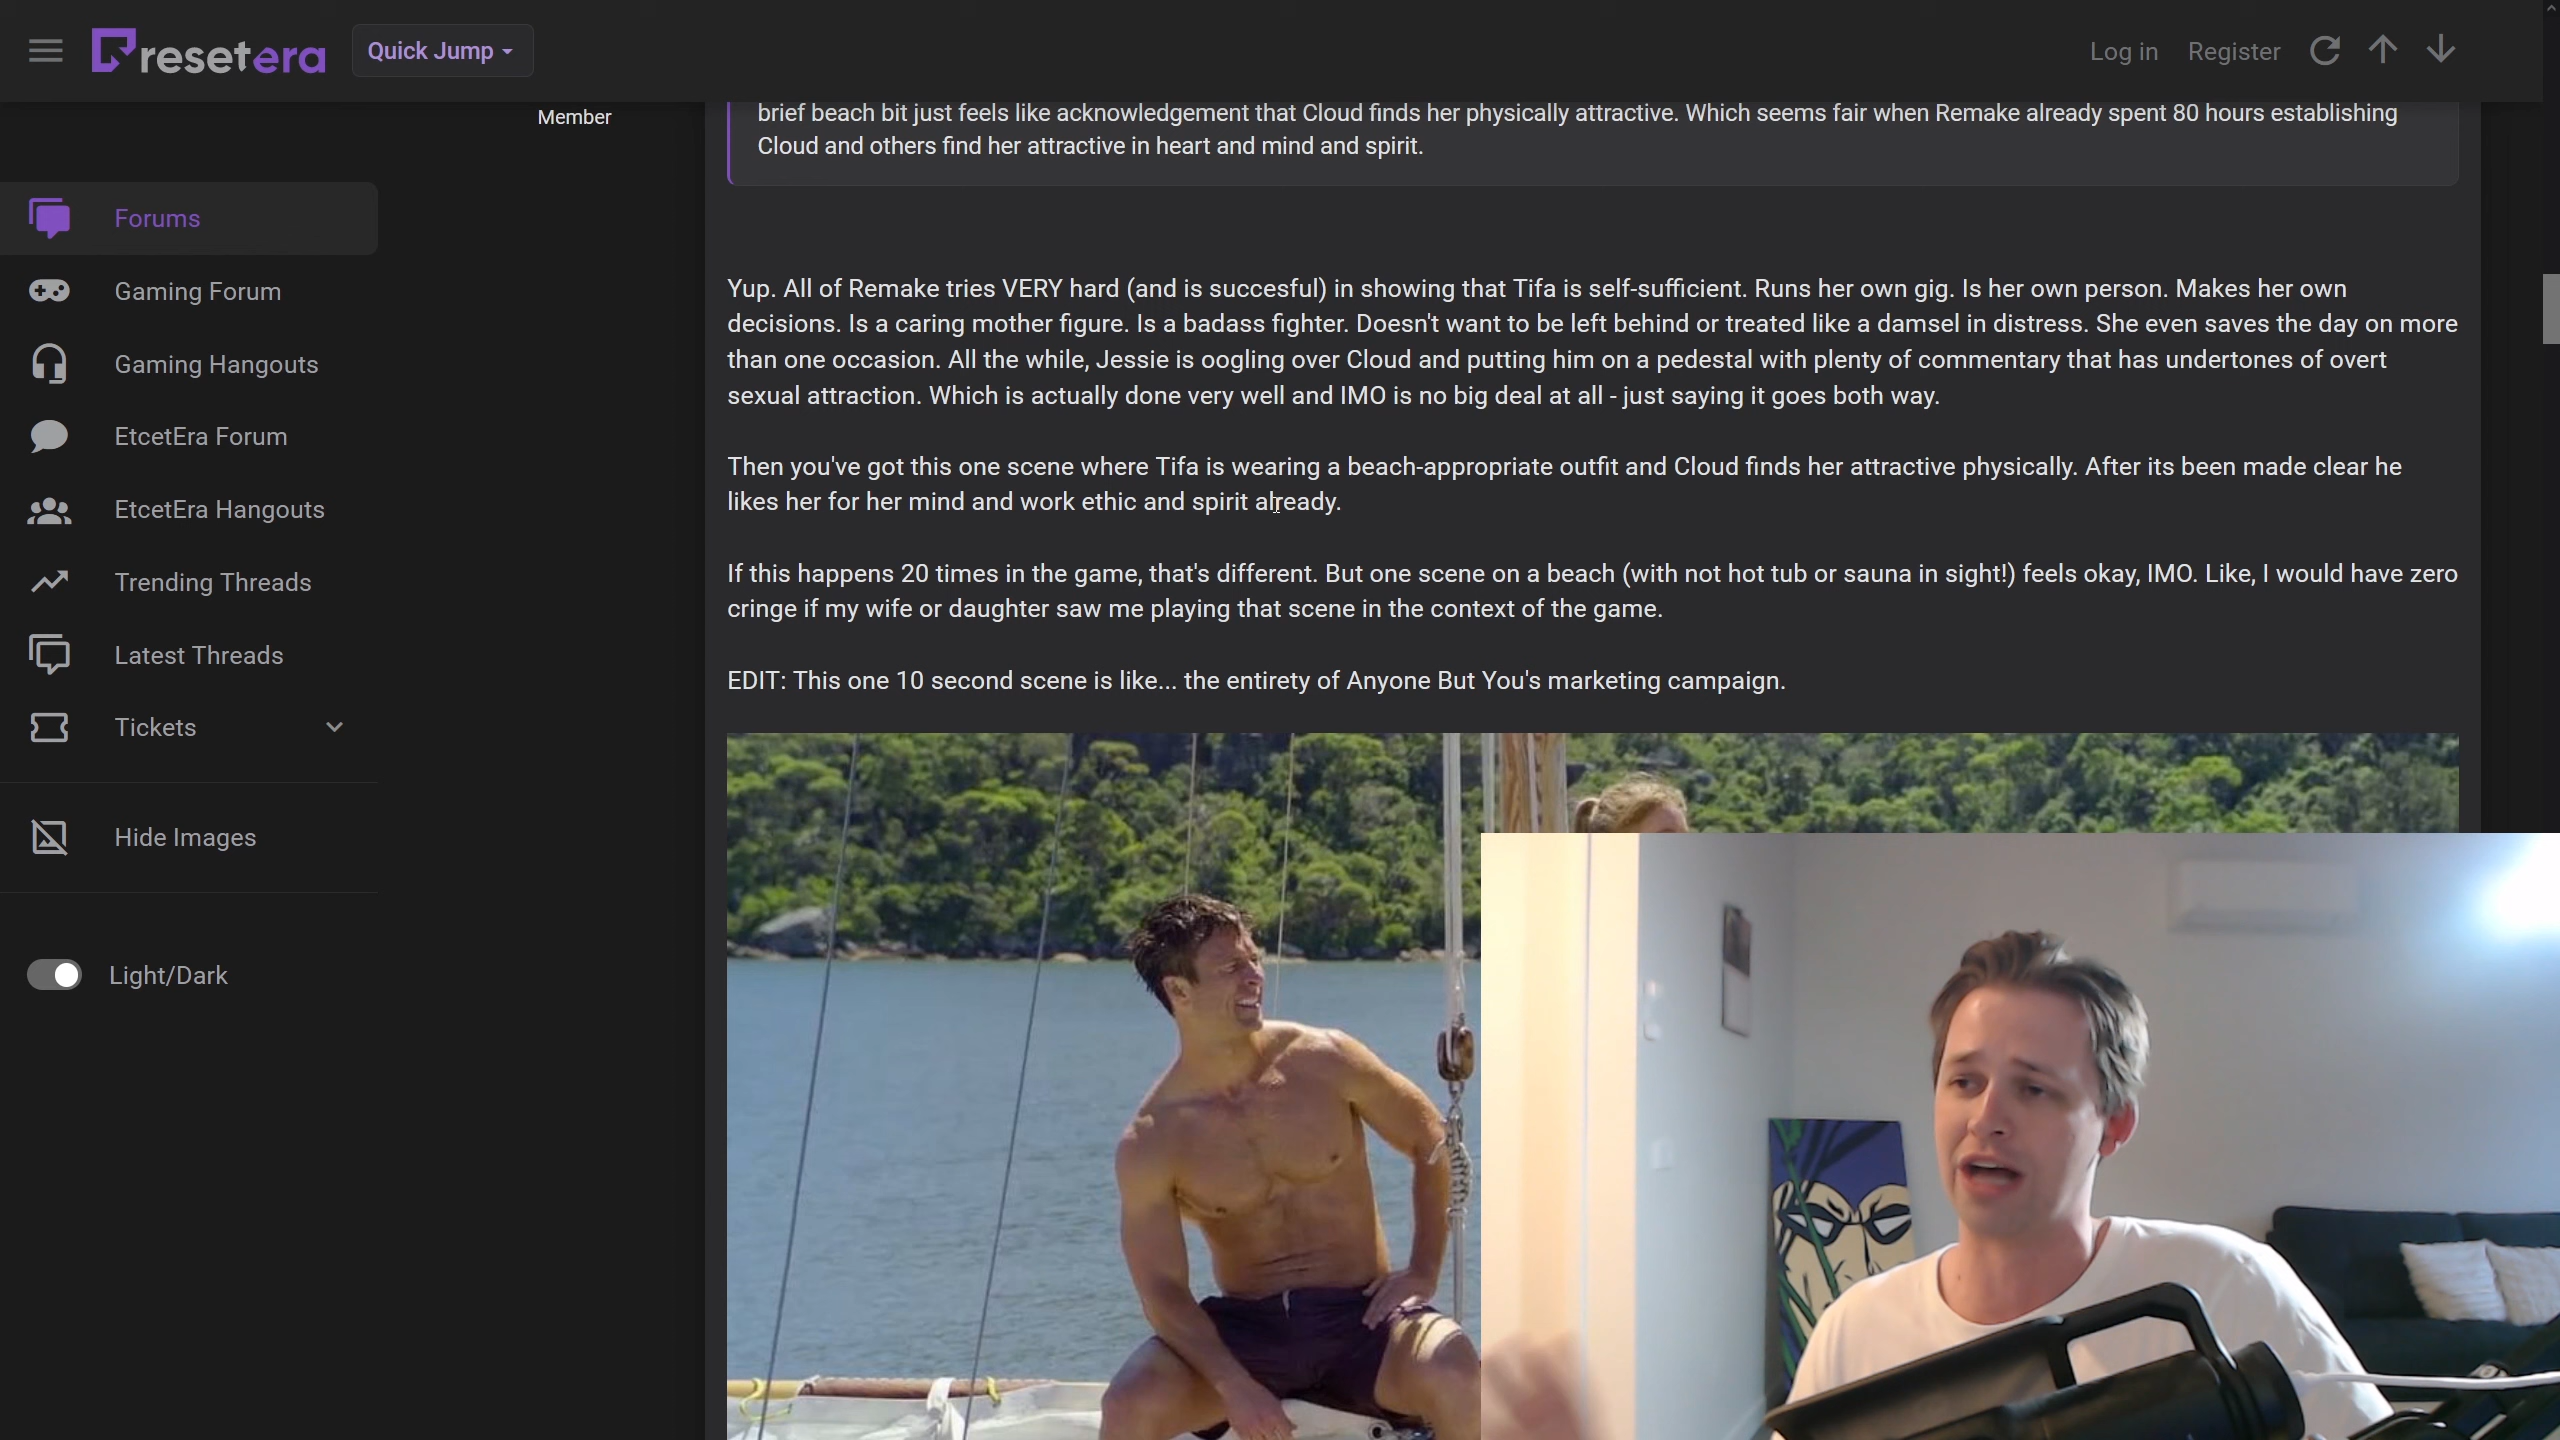 resetera
Quick Jump
Log in
Register
Member
brief beach bit just feels like acknowledgement that Cloud finds her physically attractive. Which seems fair when Remake already spent 80 hours establishing
Cloud and others find her attractive in heart and mind and spirit.
Forums
Gaming Forum
Gaming Hangouts
EtcetEra Forum
EtcetEra Hangouts
Trending Threads
Latest Threads
Tickets
Hide Images
Light/Dark
Yup. All of Remake tries VERY hard (and is succesful) in showing that Tifa is self-sufficient. Runs her own gig. Is her own person. Makes her own
decisions. Is a caring mother figure. Is a badass fighter. Doesn't want to be left behind or treated like a damsel in distress. She even saves the day on more
than one occasion. All the while, Jessie is oogling over Cloud and putting him on a pedestal with plenty of commentary that has undertones of overt
sexual attraction. Which is actually done very well and IMO is no big deal at all - just saying it goes both way.
Then you've got this one scene where Tifa is wearing a beach-appropriate outfit and Cloud finds her attractive physically. After its been made clear he
likes her for her mind and work ethic and spirit already.
If this happens 20 times in the game, that's different. But one scene on a beach (with not hot tub or sauna in sight!) feels okay, IMO. Like, I would have zero
cringe if my wife or daughter saw me playing that scene in the context of the game.
EDIT: This one 10 second scene is like... the entirety of Anyone But You's marketing campaign.